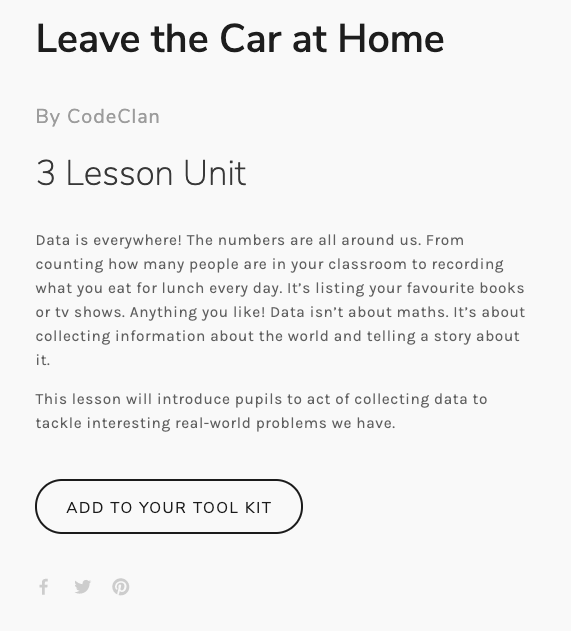 Leave the Car at Home
By CodeClan
3 Lesson Unit
Data is everywhere! The numbers are all around us. From
counting how many people are in your classroom to recording
what you eat for lunch every day. It’s listing your favourite books
or tv shows. Anything you like! Data isn’t about maths. It’s about
collecting information about the world and telling a story about
it.
This lesson will introduce pupils to act of collecting data to
tackle interesting real-world problems we have.
ADD TO YOUR TOOL KIT